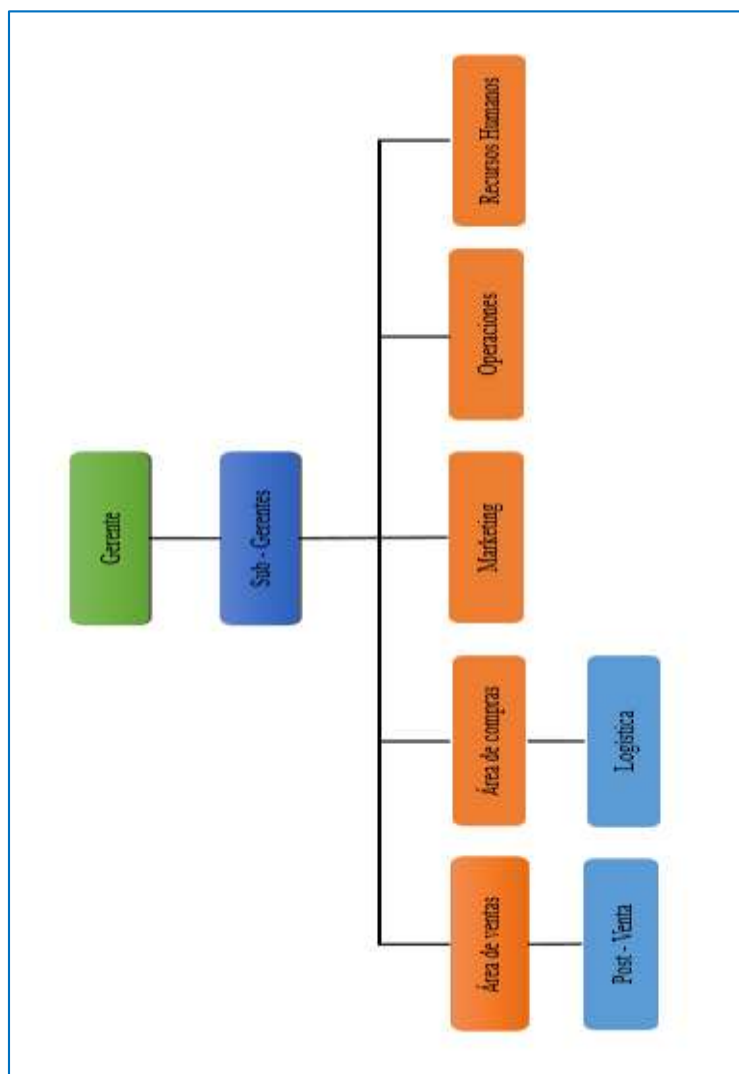 Gerente
Sub - Gerentes
Área de ventas
Área de compras
Marketing
Operaciones
Recursos Humanos
Post - Venta
Logística